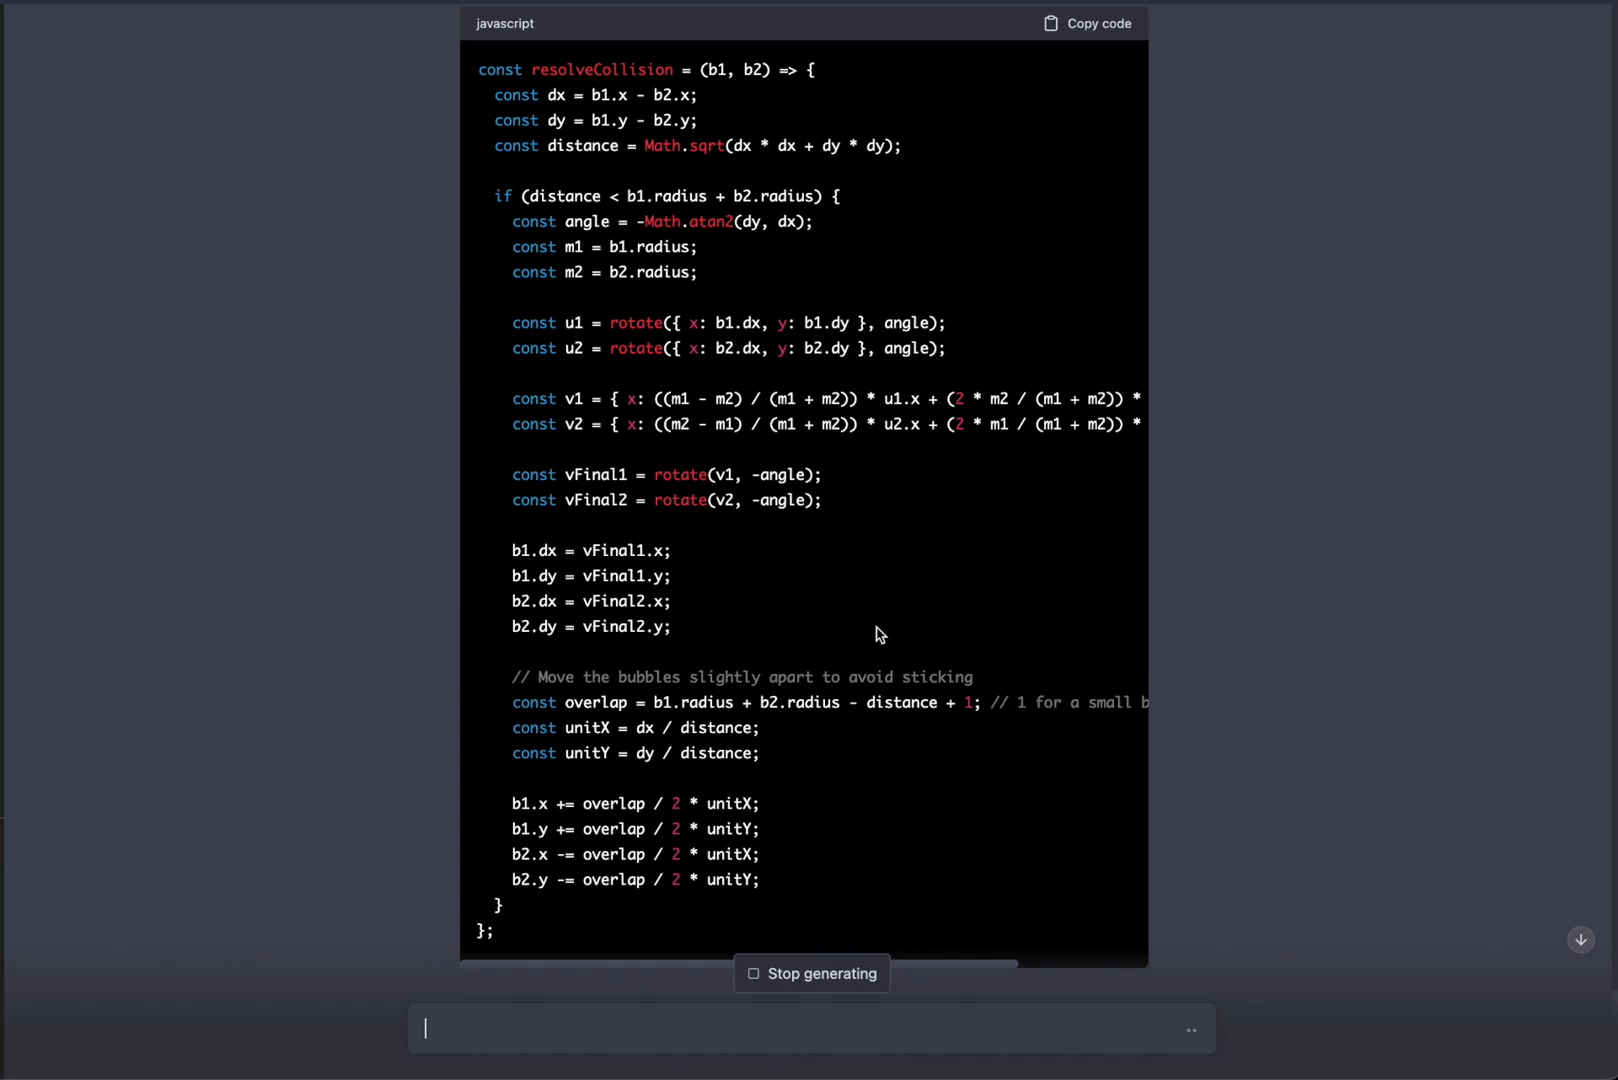 javascript
Copy code
const resolveCollision = (b1, b2) => {
const dx = b1.x - b2.x;
const dy = b1.y - b2.y;
const distance = Math.sqrt(dx * dx + dy * dy);
if (distance < b1.radius + b2.radius) {
const angle = -Math.atan2(dy, dx);
const m1 = b1.radius;
const m2 = b2.radius;
const u1 = rotate({ x: b1.dx, y: b1.dy }, angle);
const u2 = rotate({ x: b2.dx, y: b2.dy }, angle);
const v1 = { x: ((m1 - m2) / (m1 + m2)) * u1.x + (2 * m2 / (m1 + m2)) *
const v2 = { x: ((m2 - m1) / (m1 + m2)) * u2.x + (2 * m1 / (m1 + m2)) *
const vFinal1 = rotate(v1, -angle);
const vFinal2 = rotate(v2, -angle);
b1.dx = vFinal1.x;
b1.dy = vFinal1.y;
b2.dx = vFinal2.x;
b2.dy = vFinal2.y;
// Move the bubbles slightly apart to avoid sticking
const overlap = b1.radius + b2.radius - distance + 1; // 1 for a small b
const unitX = dx / distance;
const unitY = dy / distance;
b1.x += overlap / 2 * unitX;
b1.y += overlap / 2 * unitY;
b2.x -= overlap / 2 * unitX;
b2.y -= overlap / 2 * unitY;
}
};
Stop generating